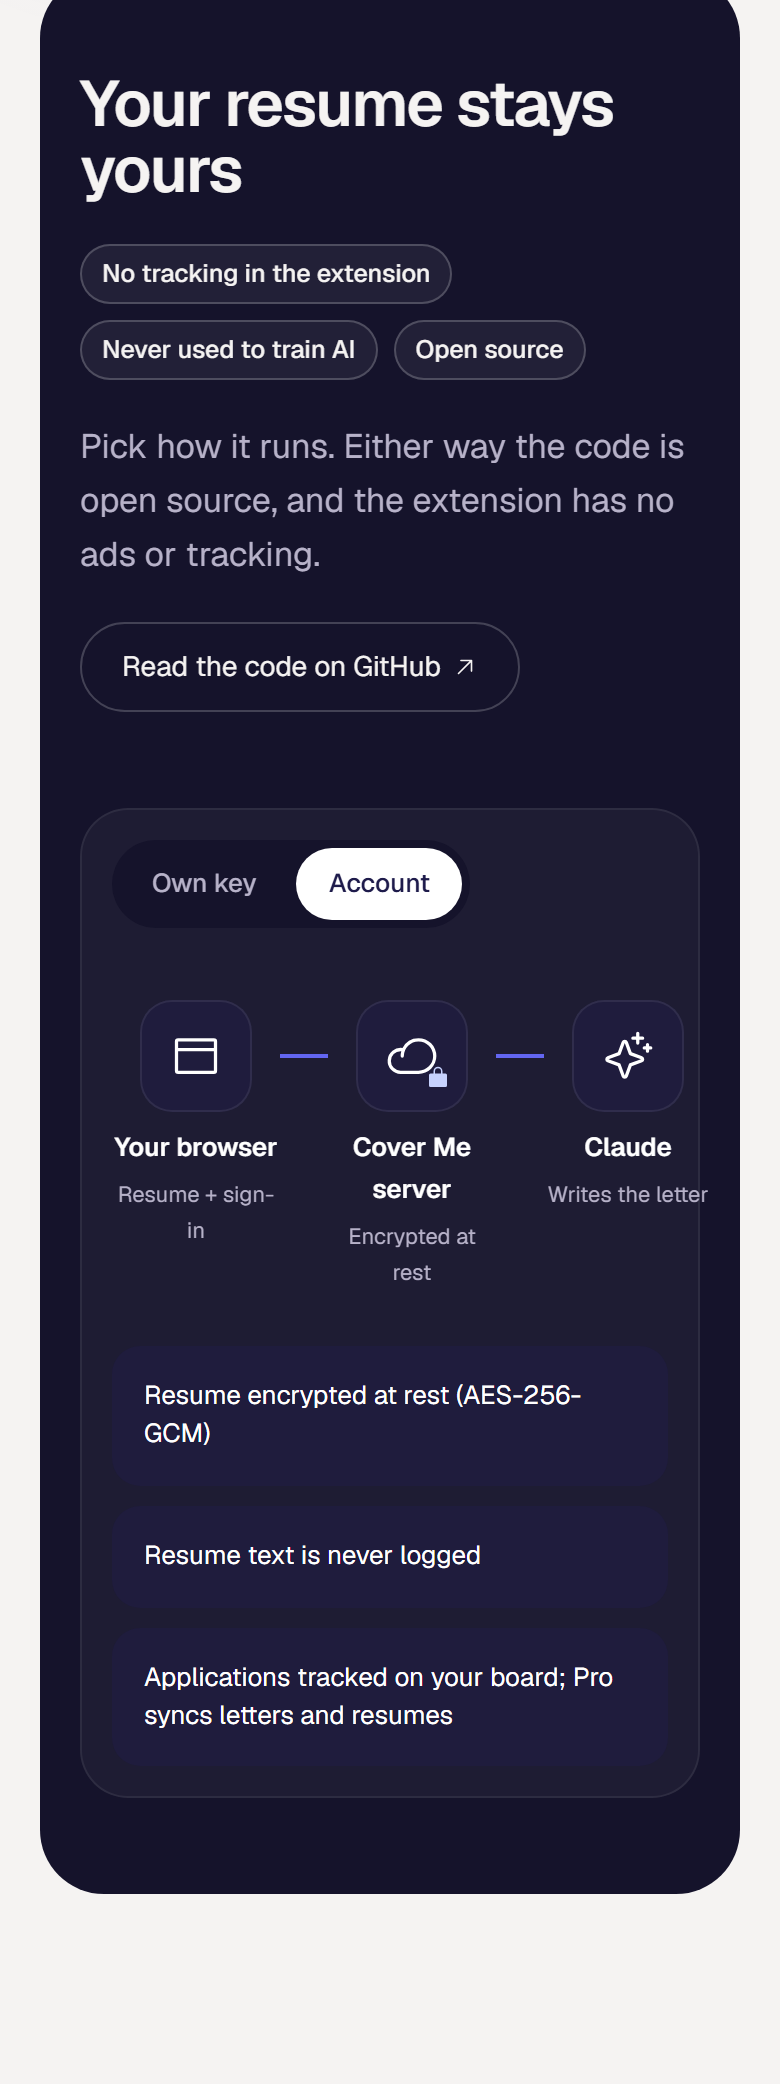 Your resume stays
yours
No tracking in the extension
Never used to train AI
Open source
Pick how it runs. Either way the code is
open source, and the extension has no
ads or tracking.
Read the code on GitHub ↗
Own key
Account
Your browser
Resume + sign-
in
Cover Me
server
Encrypted at
rest
Claude
Writes the letter
Resume encrypted at rest (AES-256-
GCM)
Resume text is never logged
Applications tracked on your board; Pro
syncs letters and resumes